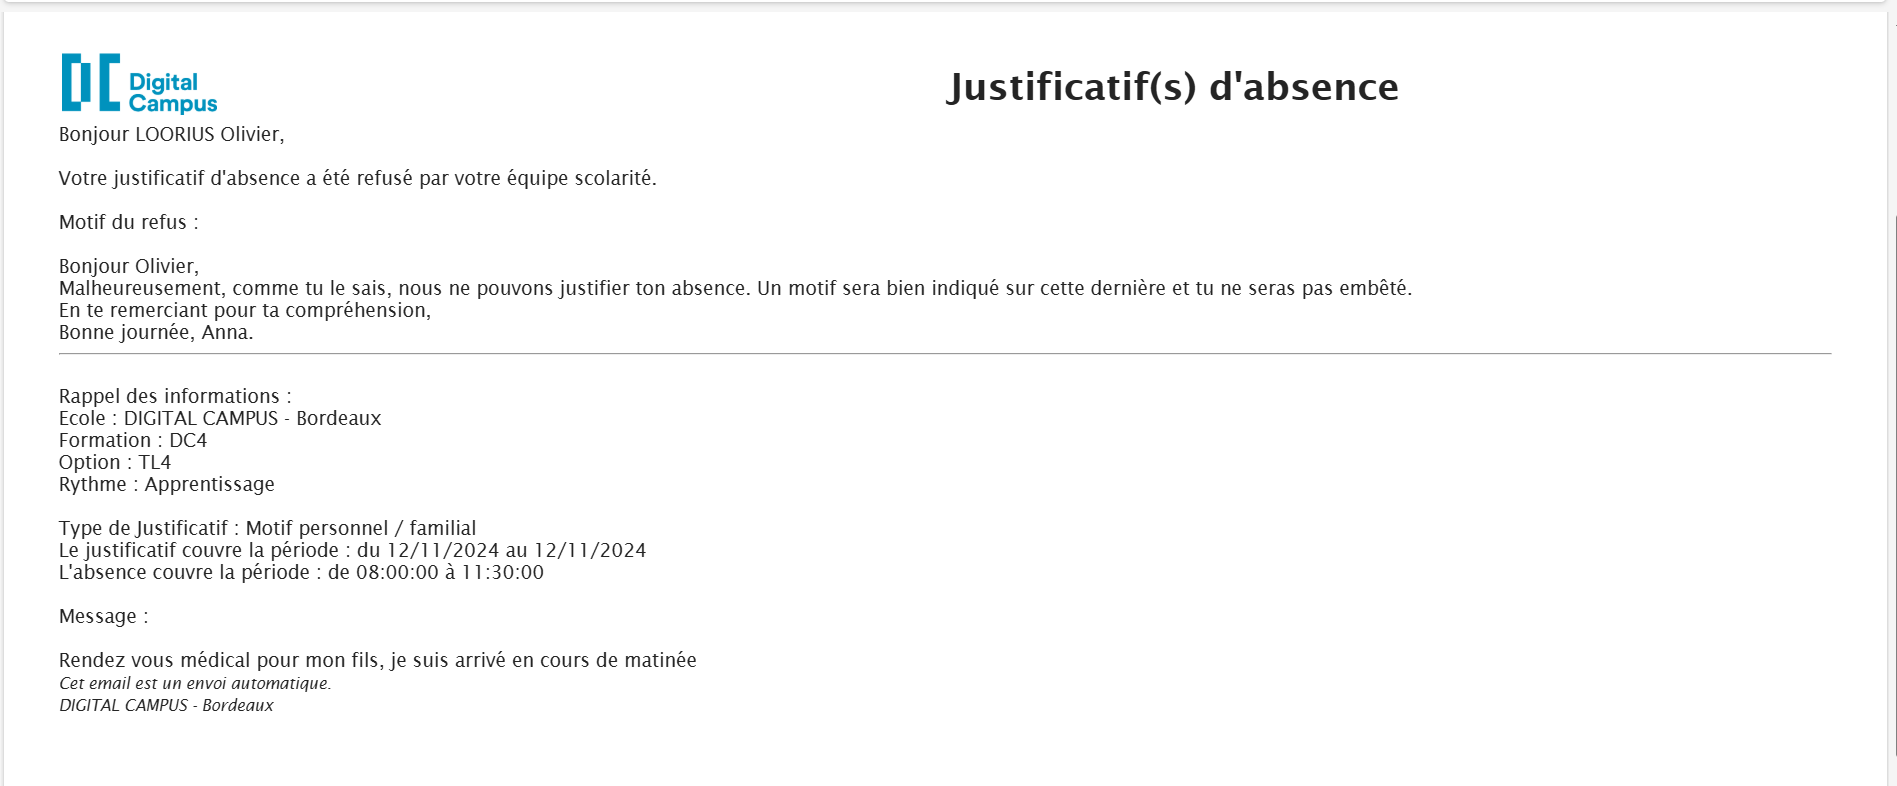 Digital
Campus
Justificatif(s) d'absence
Bonjour LOORIUS Olivier,
Votre justificatif d'absence a été refusé par votre équipe scolarité.
Motif du refus :
Bonjour Olivier,
Malheureusement, comme tu le sais, nous ne pouvons justifier ton absence. Un motif sera bien indiqué sur cette dernière et tu ne seras pas embêté.
En te remerciant pour ta compréhension,
Bonne journée, Anna.
Rappel des informations :
Ecole : DIGITAL CAMPUS - Bordeaux
Formation : DC4
Option : TL4
Rythme : Apprentissage
Type de Justificatif : Motif personnel / familial
Le justificatif couvre la période : du 12/11/2024 au 12/11/2024
L'absence couvre la période : de 08:00:00 à 11:30:00
Message :
Rendez vous médical pour mon fils, je suis arrivé en cours de matinée
Cet email est un envoi automatique.
DIGITAL CAMPUS - Bordeaux